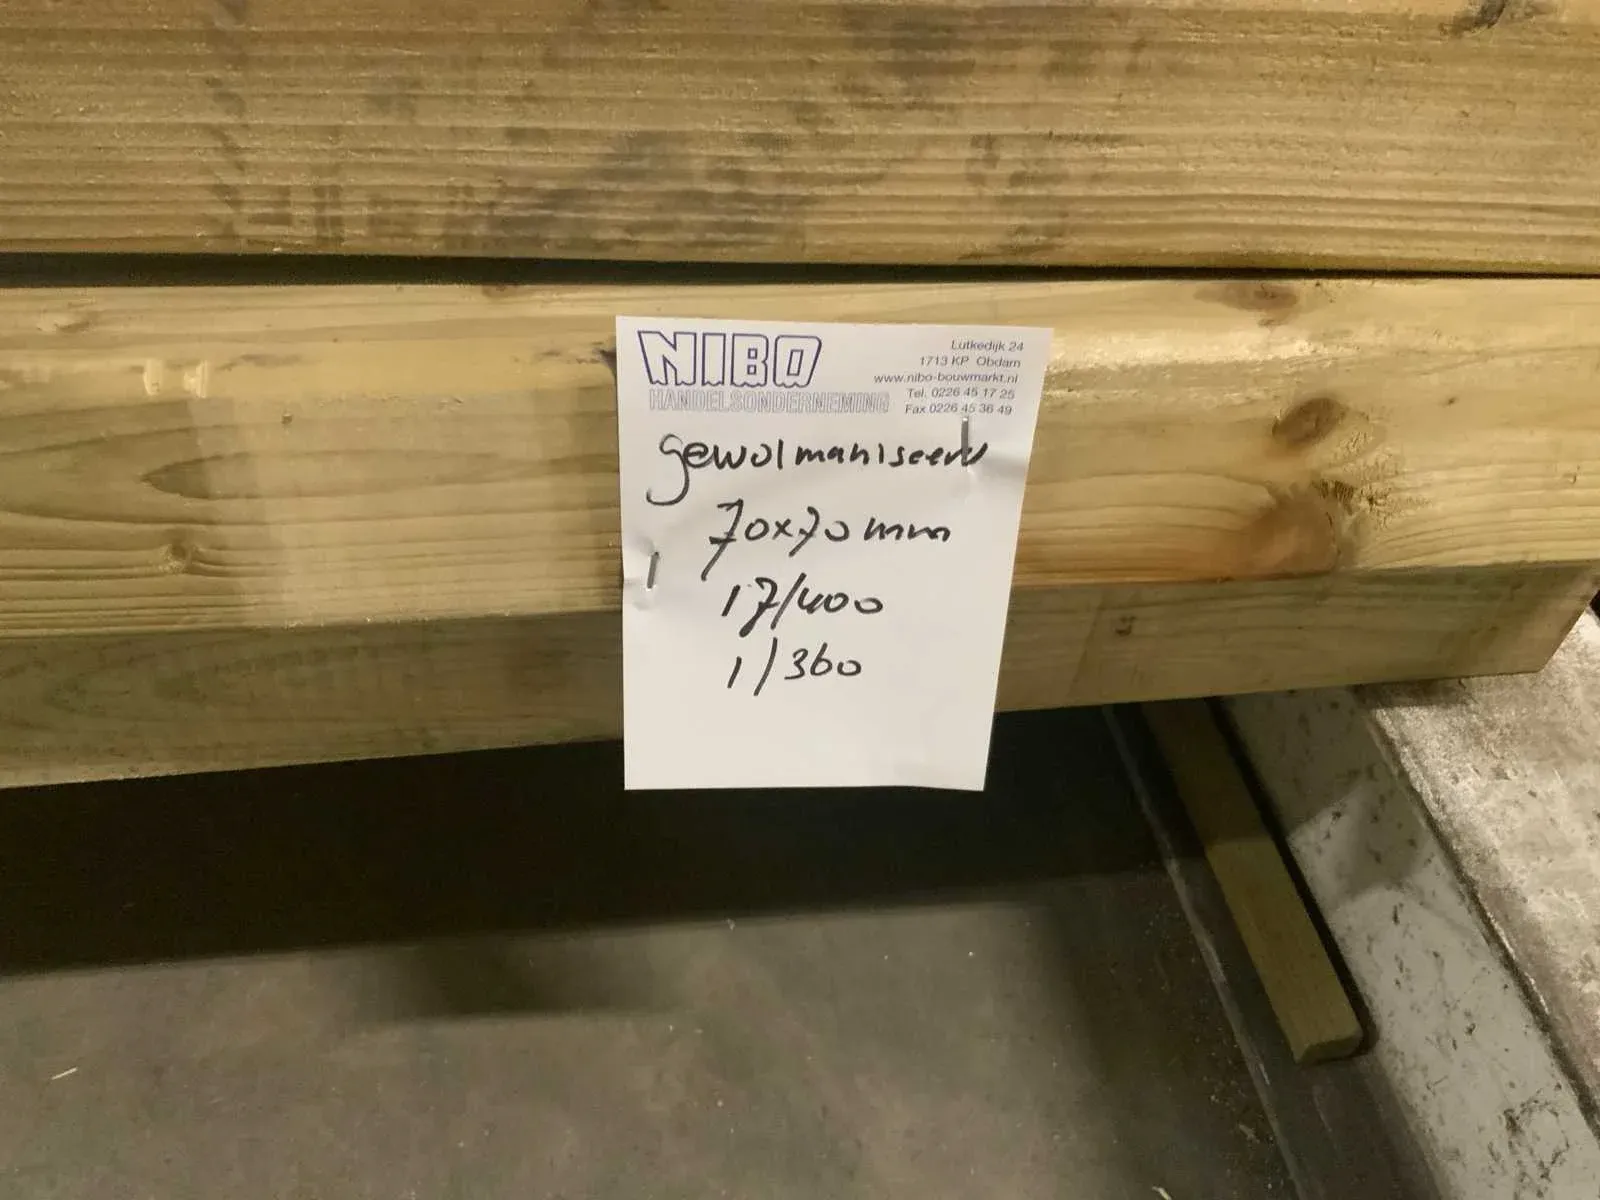 NIBO
HANDELSONDERNEMING
Lutkedijk 24
1713 KP Obdam
www.nibo-bouwmarkt.nl
Tel. 0226 45 17 25
Fax 0226 45 36 49
gewolmaniseerd
70x70 mm
17/400
1/360